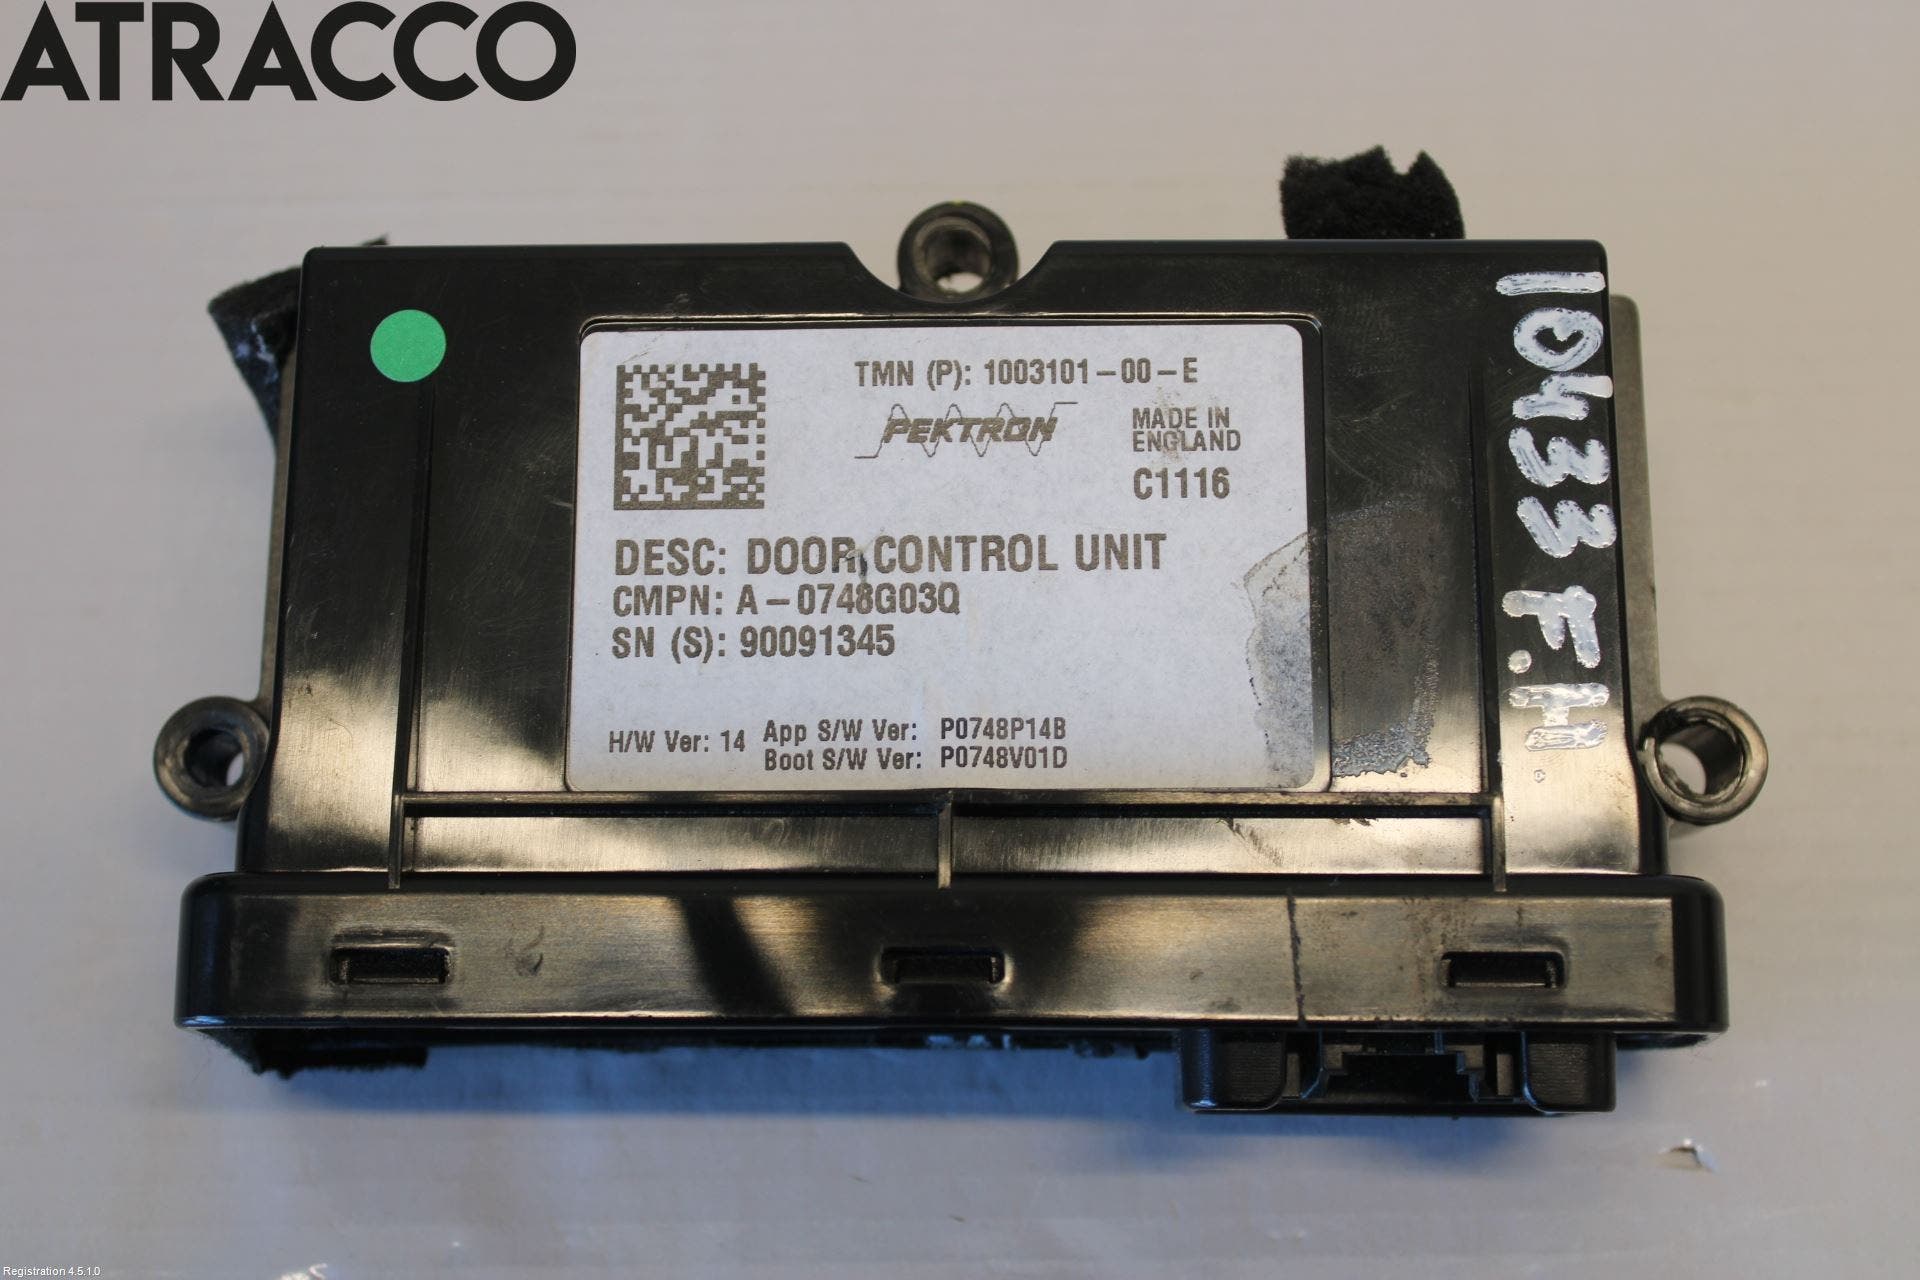 ATRACCO
TMN (P): 1003101-00-E
PEKTRON
MADE IN
ENGLAND
C1116
DESC: DOOR CONTROL UNIT
CMPN: A-0748G03Q
SN (S): 90091345
H/W Ver: 14
App S/W Ver: P0748P14B
Boot S/W Ver: P0748V01D
10433 F.H.
Registration 4.5.1.0